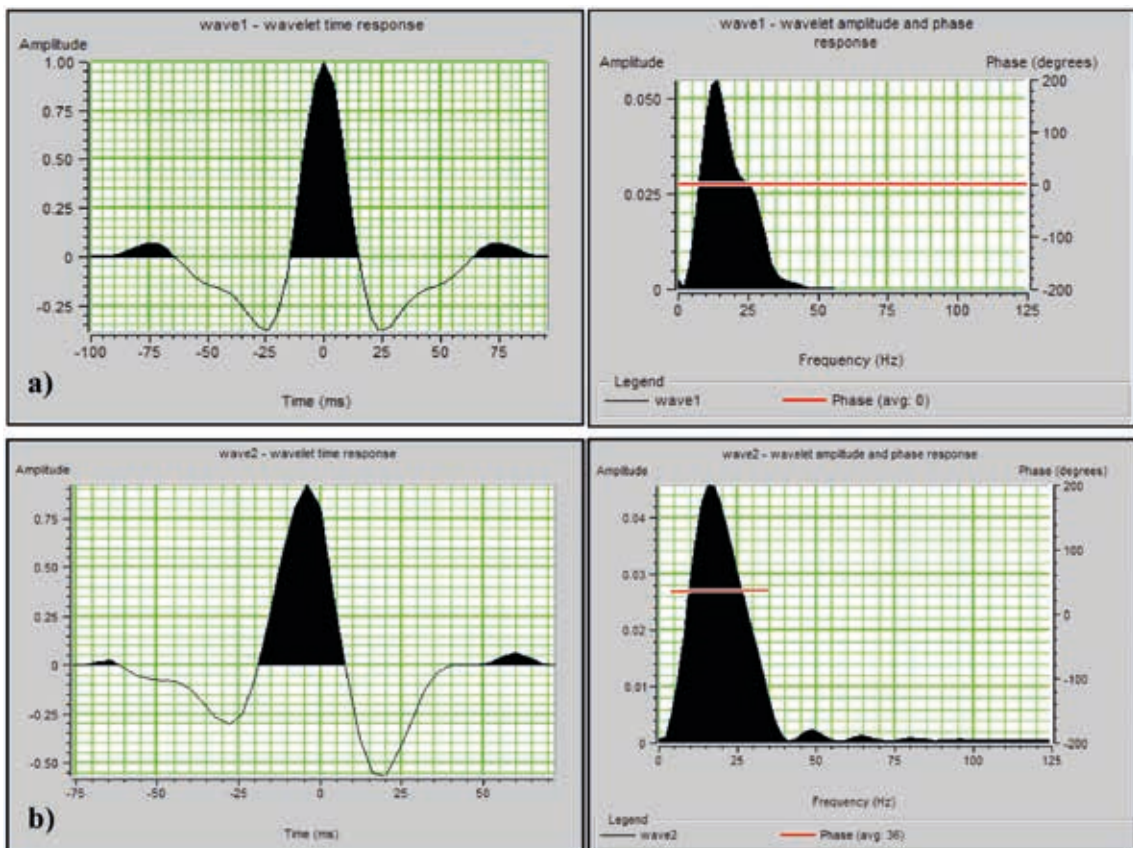 wave1 - wavelet time response
Amplitude
1.00
0.75
0.50
0.25
0
-0.25
-100 -75 -50 -25 0 25 50 75
Time (ms)
a)
wave1 - wavelet amplitude and phase
response
Amplitude
Phase (degrees)
0.050
0.025
0
200
100
0
-100
-200
0 25 50 75 100 125
Frequency (Hz)
Legend
wave1
Phase (avg: 0)
wave2 - wavelet time response
Amplitude
0.75
0.50
0.25
0
-0.25
-0.50
-75 -50 -25 0 25 50
Time (ms)
b)
wave2 - wavelet amplitude and phase response
Amplitude
Phase (degrees)
0.04
0.03
0.02
0.01
0
200
100
0
-100
-200
0 25 50 75 100 125
Frequency (Hz)
Legend
wave2
Phase (avg: 36)